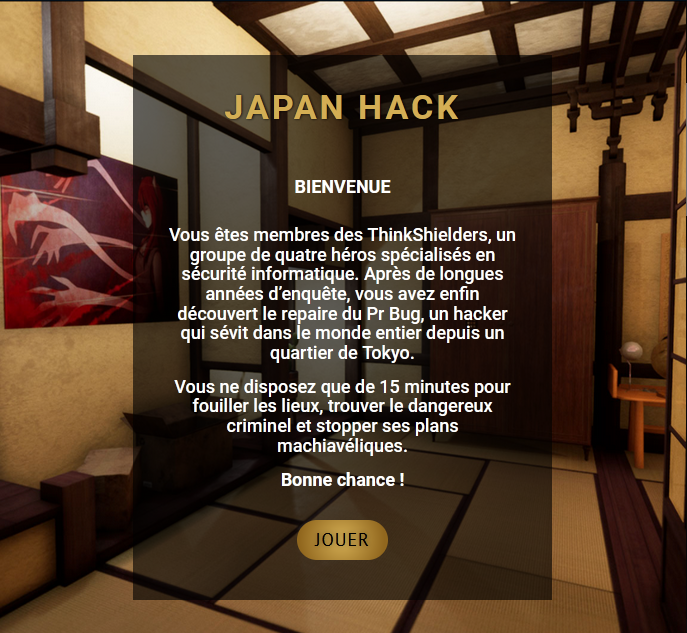 JAPAN HACK
BIENVENUE
Vous êtes membres des ThinkShielders, un
groupe de quatre héros spécialisés en
sécurité informatique. Après de longues
années d'enquête, vous avez enfin
découvert le repaire du Pr Bug, un hacker
qui sévit dans le monde entier depuis un
quartier de Tokyo.
Vous ne disposez que de 15 minutes pour
fouiller les lieux, trouver le dangereux
criminel et stopper ses plans
machiavéliques.
Bonne chance !
JOUER